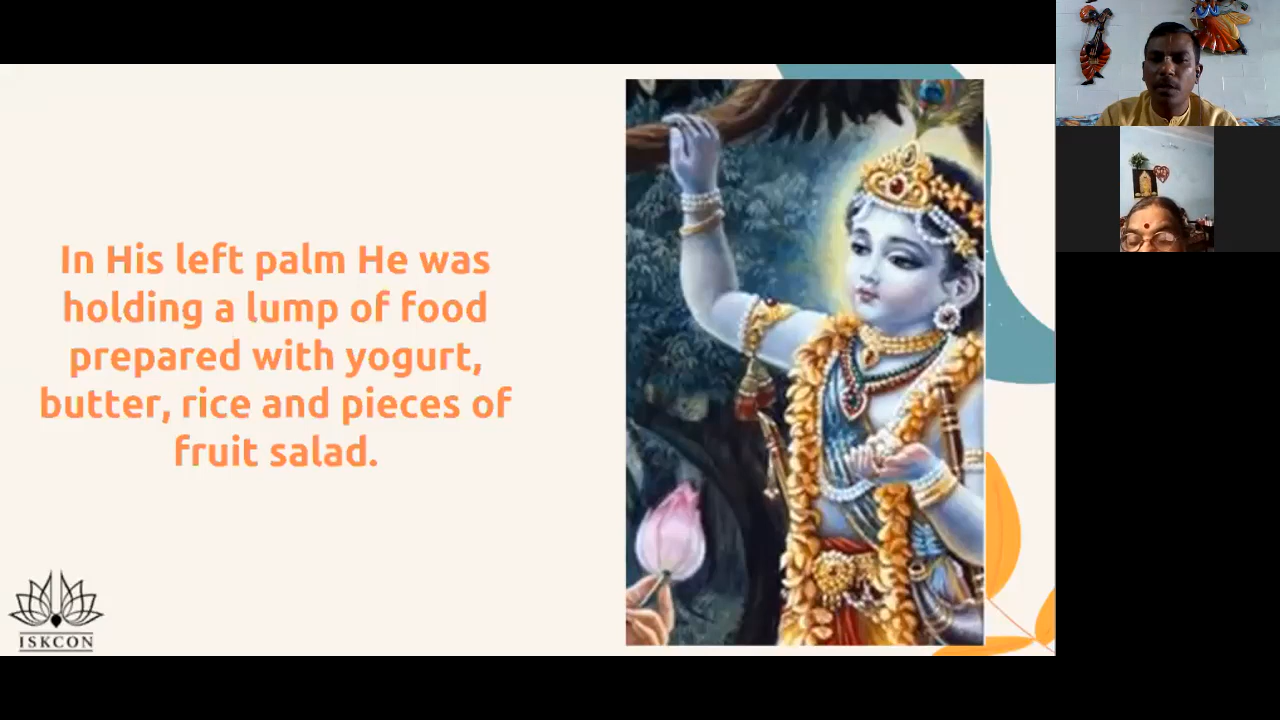 In His left palm He was
holding a lump of food
prepared with yogurt,
butter, rice and pieces of
fruit salad.
ISKCON